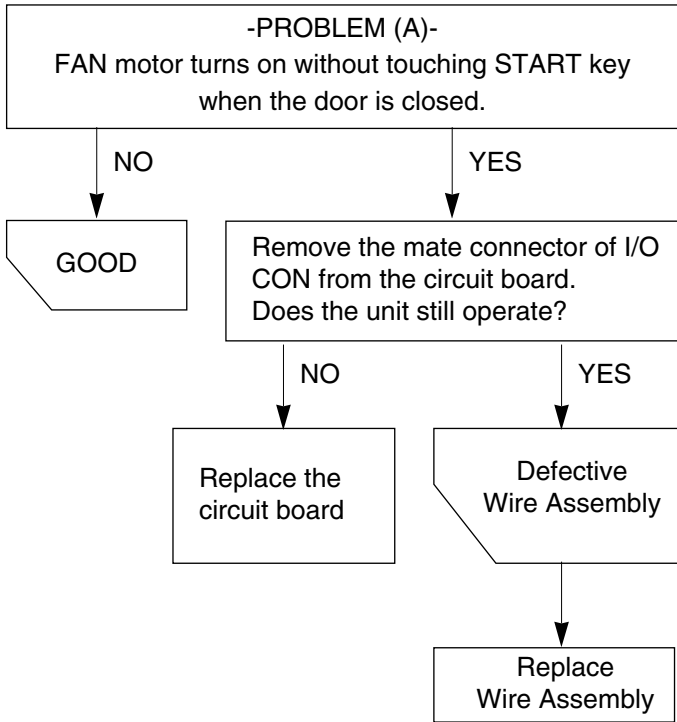 -PROBLEM (A)-
FAN motor turns on without touching START key
when the door is closed.
NO
YES
GOOD
Remove the mate connector of I/O
CON from the circuit board.
Does the unit still operate?
NO
YES
Replace the
circuit board
Defective
Wire Assembly
Replace
Wire Assembly